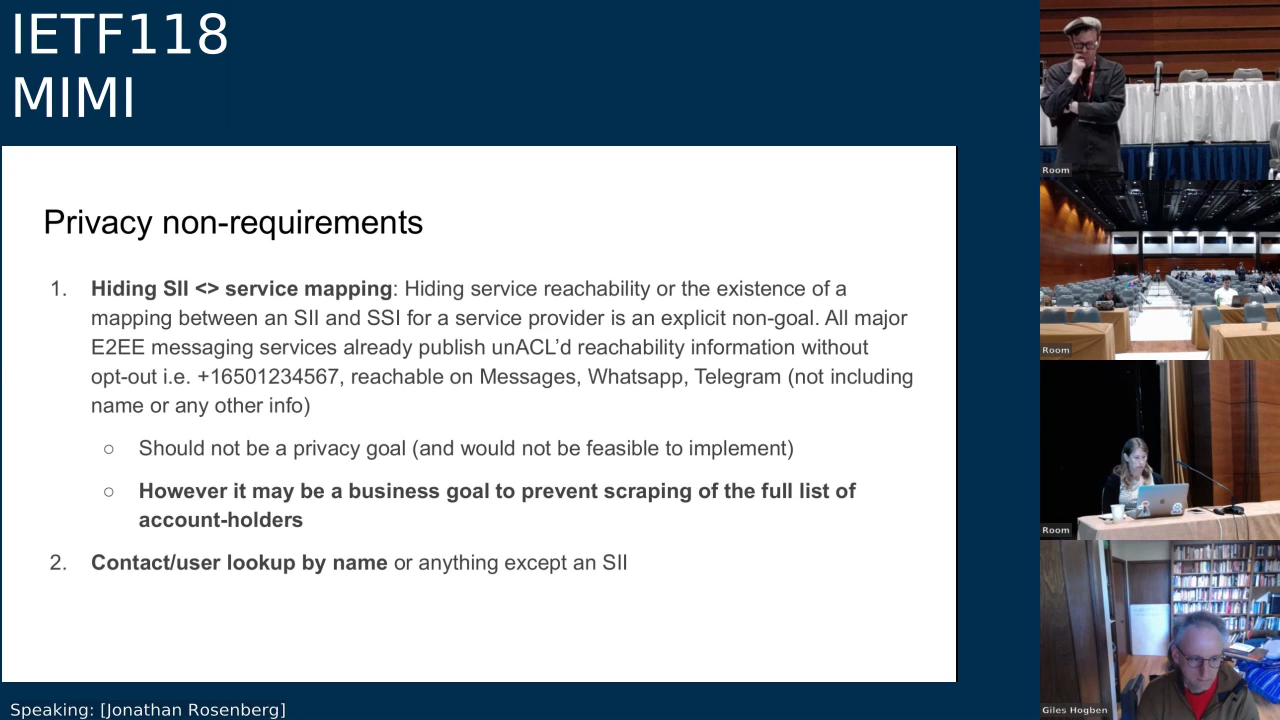 IETF118
MIMI
Privacy non-requirements
1. Hiding SII <> service mapping: Hiding service reachability or the existence of a
mapping between an SII and SSI for a service provider is an explicit non-goal. All major
E2EE messaging services already publish unACL’d reachability information without
opt-out i.e. +16501234567, reachable on Messages, Whatsapp, Telegram (not including
name or any other info)
○ Should not be a privacy goal (and would not be feasible to implement)
○ However it may be a business goal to prevent scraping of the full list of
account-holders
2. Contact/user lookup by name or anything except an SII
Speaking: [Jonathan Rosenberg]
Room
Room
Room
Giles Hogben